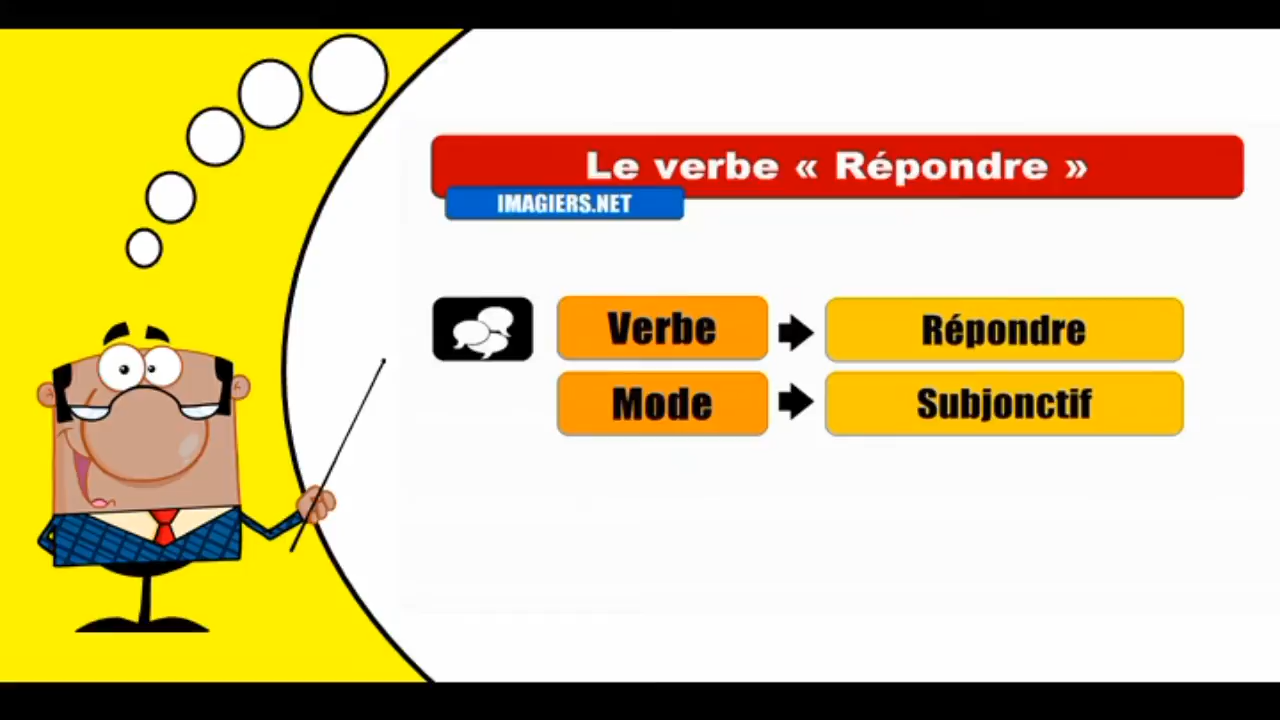 Le verbe « Répondre »
IMAGIERS.NET
Verbe Répondre
Mode Subjonctif